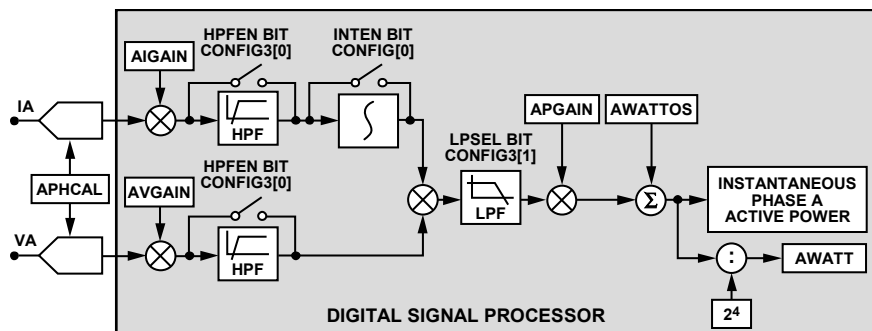 HPFEN BIT
CONFIG3[0]
INTEN BIT
CONFIG[0]
AIGAIN
IA
HPF
LPSEL BIT
CONFIG3[1]
APGAIN
AWATTOS
APHCAL
HPFEN BIT
CONFIG3[0]
AVGAIN
LPF
Σ
INSTANTANEOUS
PHASE A
ACTIVE POWER
VA
HPF
:
AWATT
2⁴
DIGITAL SIGNAL PROCESSOR